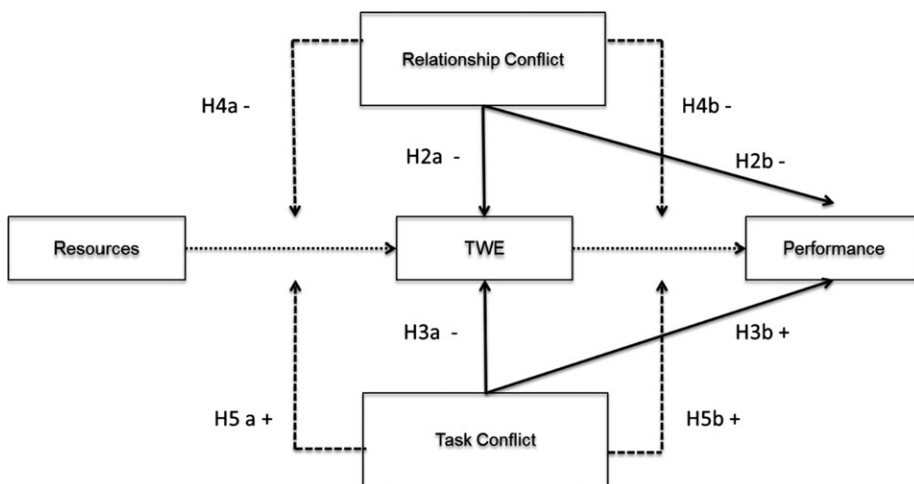 Relationship Conflict
H4a -
H4b -
H2a -
H2b -
Resources
TWE
Performance
H3a -
H3b +
H5 a +
H5b +
Task Conflict